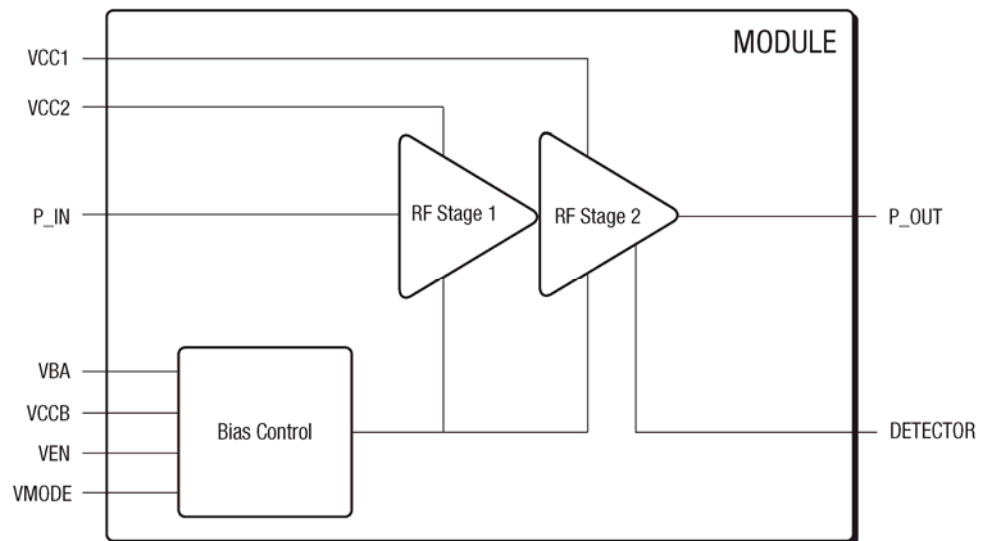 MODULE
VCC1
VCC2
P_IN
RF Stage 1
RF Stage 2
P_OUT
VBA
VCCB
VEN
VMODE
Bias Control
DETECTOR